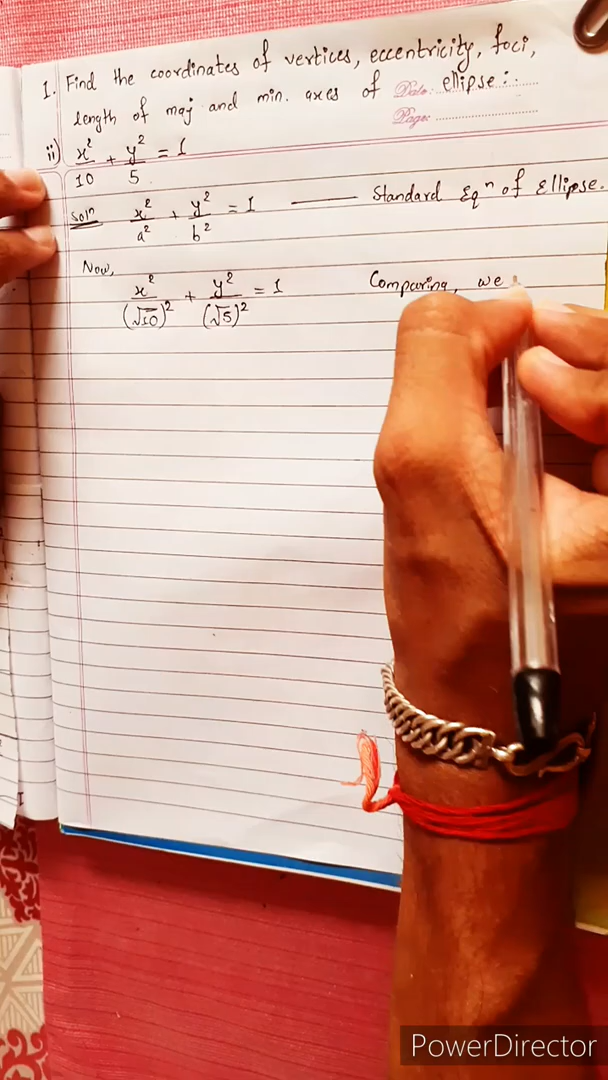 1. Find the coordinates of vertices, eccentricity, foci,
length of maj and min. axes of ellipse :.
Date:
Page:
ii) x²/10 + y²/5 = 1
Solⁿ x²/a² + y²/b² = 1 —— Standard Eqⁿ of Ellipse.
Now,
x²/(√10)² + y²/(√5)² = 1 Comparing, we
PowerDirector